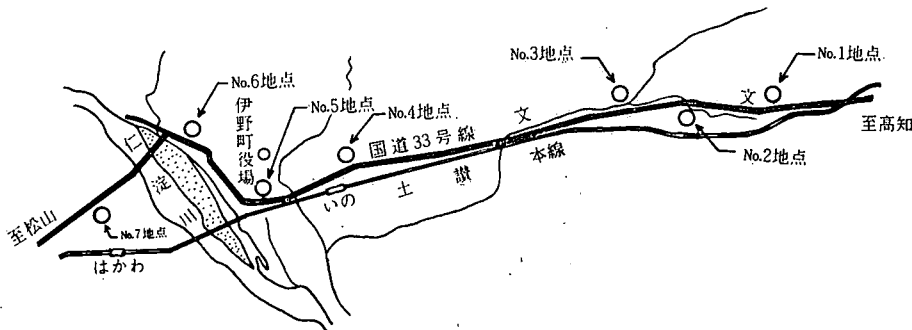 No.1地点
No.3地点
文
文
至高知
No.2地点
No.6地点
伊野町役場
No.5地点
No.4地点
国道33号線
土讃本線
いの
仁淀川
至松山
No.7地点
はかわ